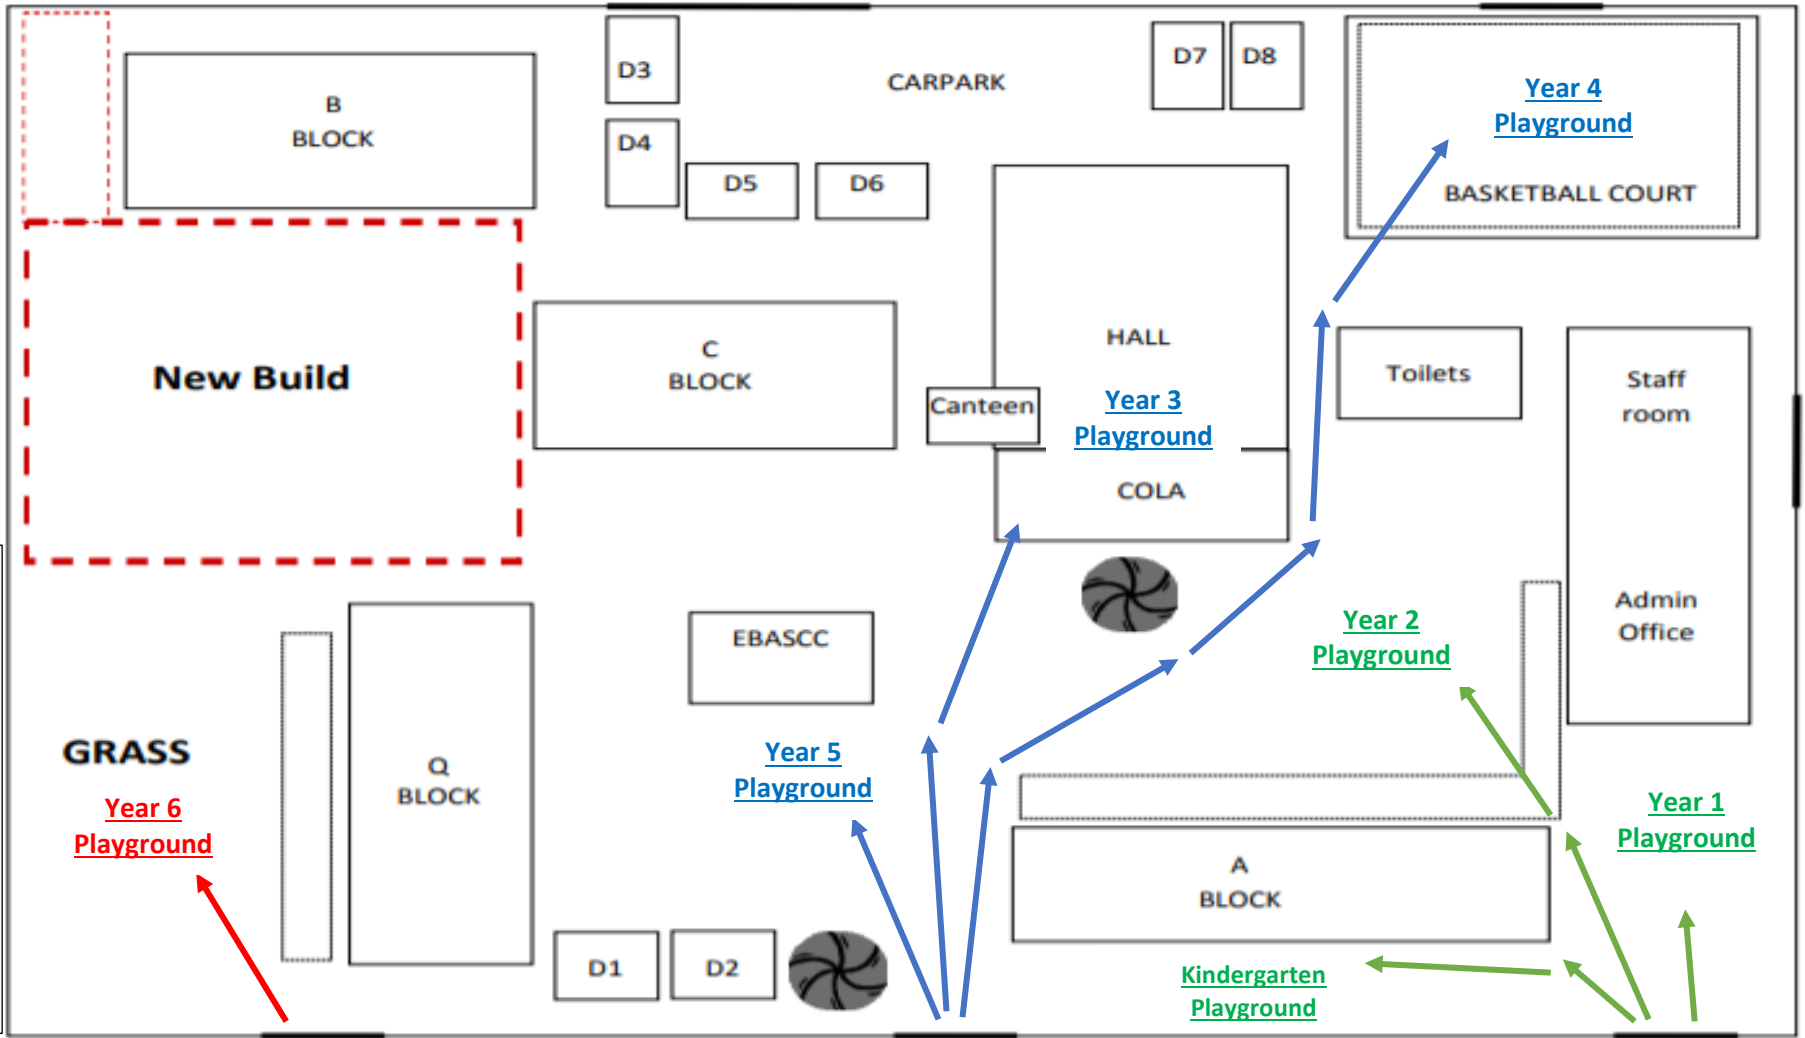 D3
D7
D8
CARPARK
Year 4
Playground
B
BLOCK
D4
D5
D6
BASKETBALL COURT
HALL
New Build
C
BLOCK
Canteen
Year 3
Playground
Toilets
Staff
room
COLA
Admin
Office
EBASCC
Year 2
Playground
GRASS
Year 6
Playground
Q
BLOCK
Year 5
Playground
Year 1
Playground
A
BLOCK
D1
D2
Kindergarten
Playground